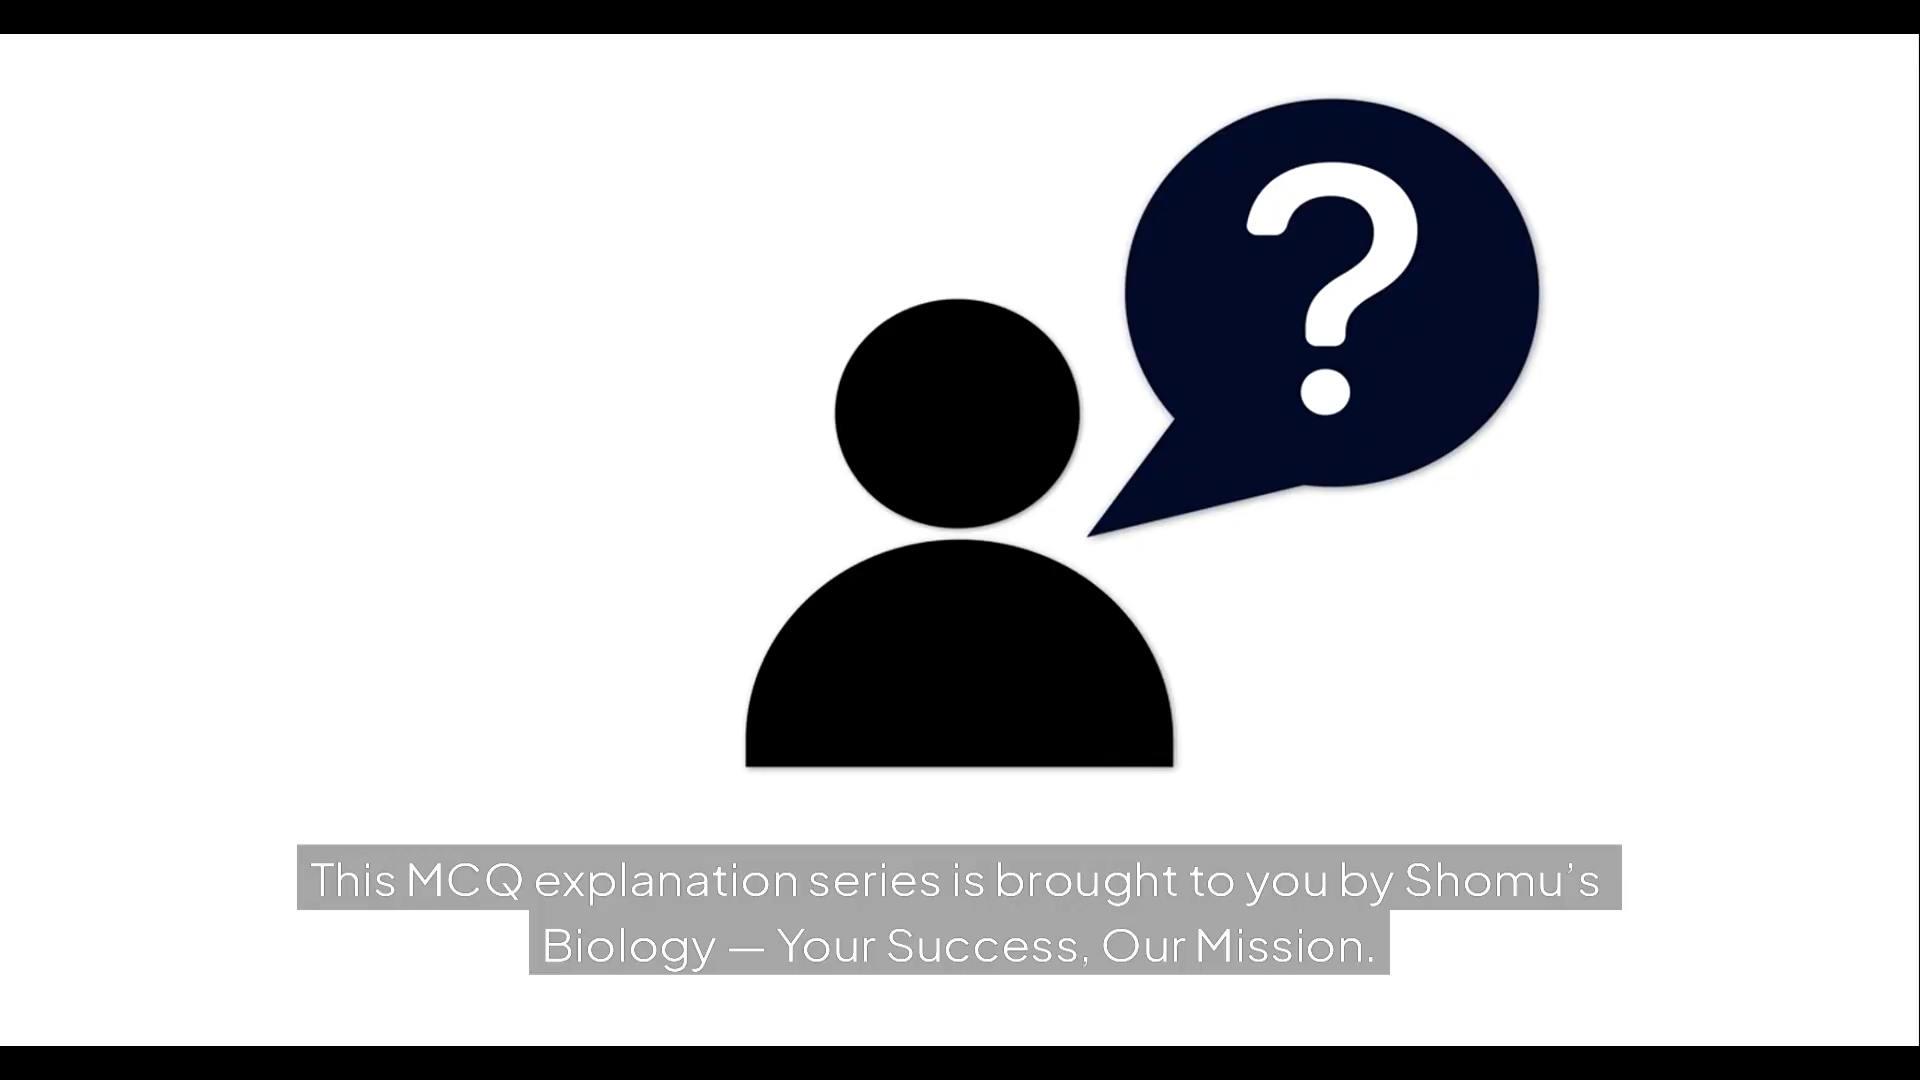 ?
This MCQ explanation series is brought to you by Shomu’s
Biology — Your Success, Our Mission.